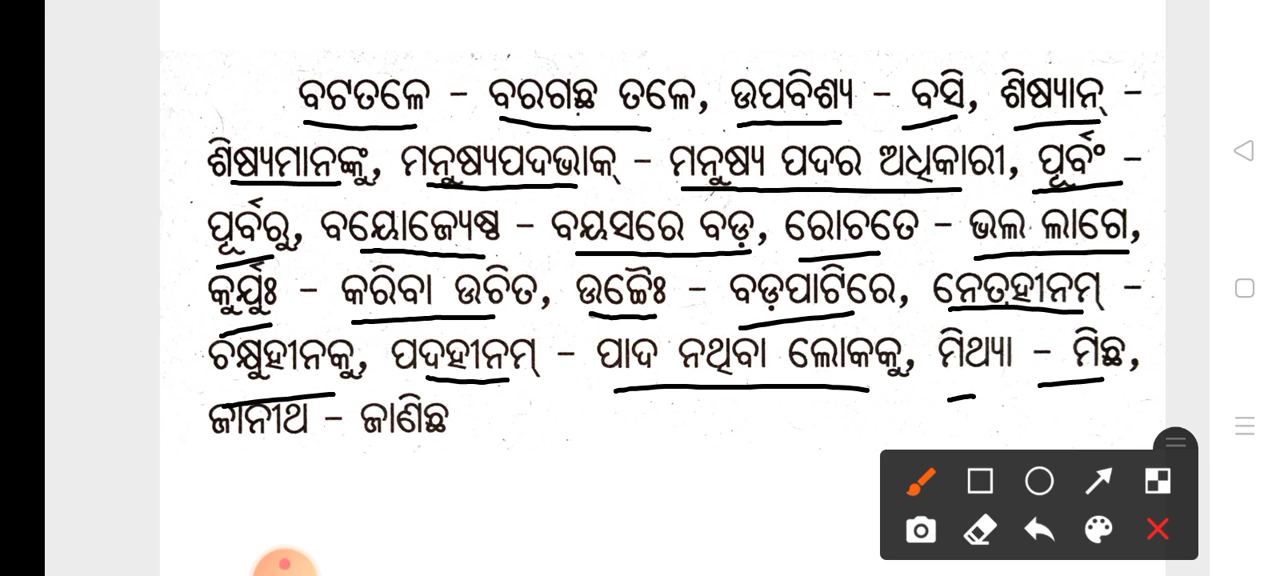 ବଟତଳେ – ବରଗଛ ତଳେ, ଉପବିଶ୍ୟ – ବସି, ଶିଷ୍ୟାନ୍ –
ଶିଷ୍ୟମାନଙ୍କୁ, ମନୁଷ୍ୟପଦଭାକ୍ – ମନୁଷ୍ୟ ପଦର ଅଧିକାରୀ, ପୂର୍ବଂ –
ପୂର୍ବରୁ, ବୟୋଜ୍ୟେଷ୍ଠ – ବୟସରେ ବଡ଼, ରୋଚତେ – ଭଲ ଲାଗେ,
କୁର୍ଯୁଃ – କରିବା ଉଚିତ, ଉଚ୍ଚୈଃ – ବଡ଼ପାଟିରେ, ନେତ୍ରହୀନମ୍ –
ଚକ୍ଷୁହୀନକୁ, ପଦହୀନମ୍ – ପାଦ ନଥିବା ଲୋକକୁ, ମିଥ୍ୟା – ମିଛ,
ଜାନୀଥ – ଜାଣିଛ